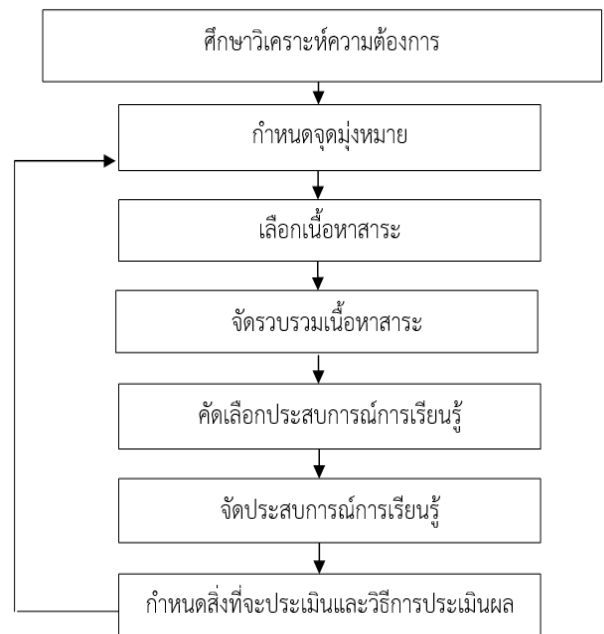 ศึกษาวิเคราะห์ความต้องการ
กำหนดจุดมุ่งหมาย
เลือกเนื้อหาสาระ
จัดรวบรวมเนื้อหาสาระ
คัดเลือกประสบการณ์การเรียนรู้
จัดประสบการณ์การเรียนรู้
กำหนดสิ่งที่จะประเมินและวิธีการประเมินผล